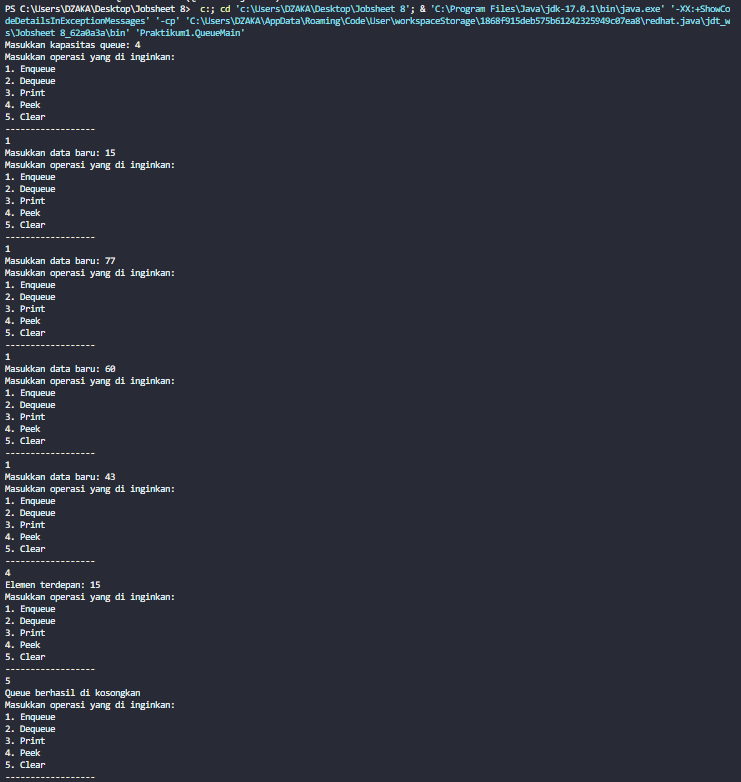 PS C:\Users\DZAKA\Desktop\Jobsheet 8>  c:; cd 'c:\Users\DZAKA\Desktop\Jobsheet 8'; & 'C:\Program Files\Java\jdk-17.0.1\bin\java.exe' '-XX:+ShowCo
deDetailsInExceptionMessages' '-cp' 'C:\Users\DZAKA\AppData\Roaming\Code\User\workspaceStorage\1868f915deb575b61242325949c07ea8\redhat.java\jdt_w
s\Jobsheet 8_62a0a3a\bin' 'Praktikum1.QueueMain'
Masukkan kapasitas queue: 4
Masukkan operasi yang di inginkan:
1. Enqueue
2. Dequeue
3. Print
4. Peek
5. Clear
------------------
1
Masukkan data baru: 15
Masukkan operasi yang di inginkan:
1. Enqueue
2. Dequeue
3. Print
4. Peek
5. Clear
------------------
1
Masukkan data baru: 77
Masukkan operasi yang di inginkan:
1. Enqueue
2. Dequeue
3. Print
4. Peek
5. Clear
------------------
1
Masukkan data baru: 60
Masukkan operasi yang di inginkan:
1. Enqueue
2. Dequeue
3. Print
4. Peek
5. Clear
------------------
1
Masukkan data baru: 43
Masukkan operasi yang di inginkan:
1. Enqueue
2. Dequeue
3. Print
4. Peek
5. Clear
------------------
4
Elemen terdepan: 15
Masukkan operasi yang di inginkan:
1. Enqueue
2. Dequeue
3. Print
4. Peek
5. Clear
------------------
5
Queue berhasil di kosongkan
Masukkan operasi yang di inginkan:
1. Enqueue
2. Dequeue
3. Print
4. Peek
5. Clear
------------------